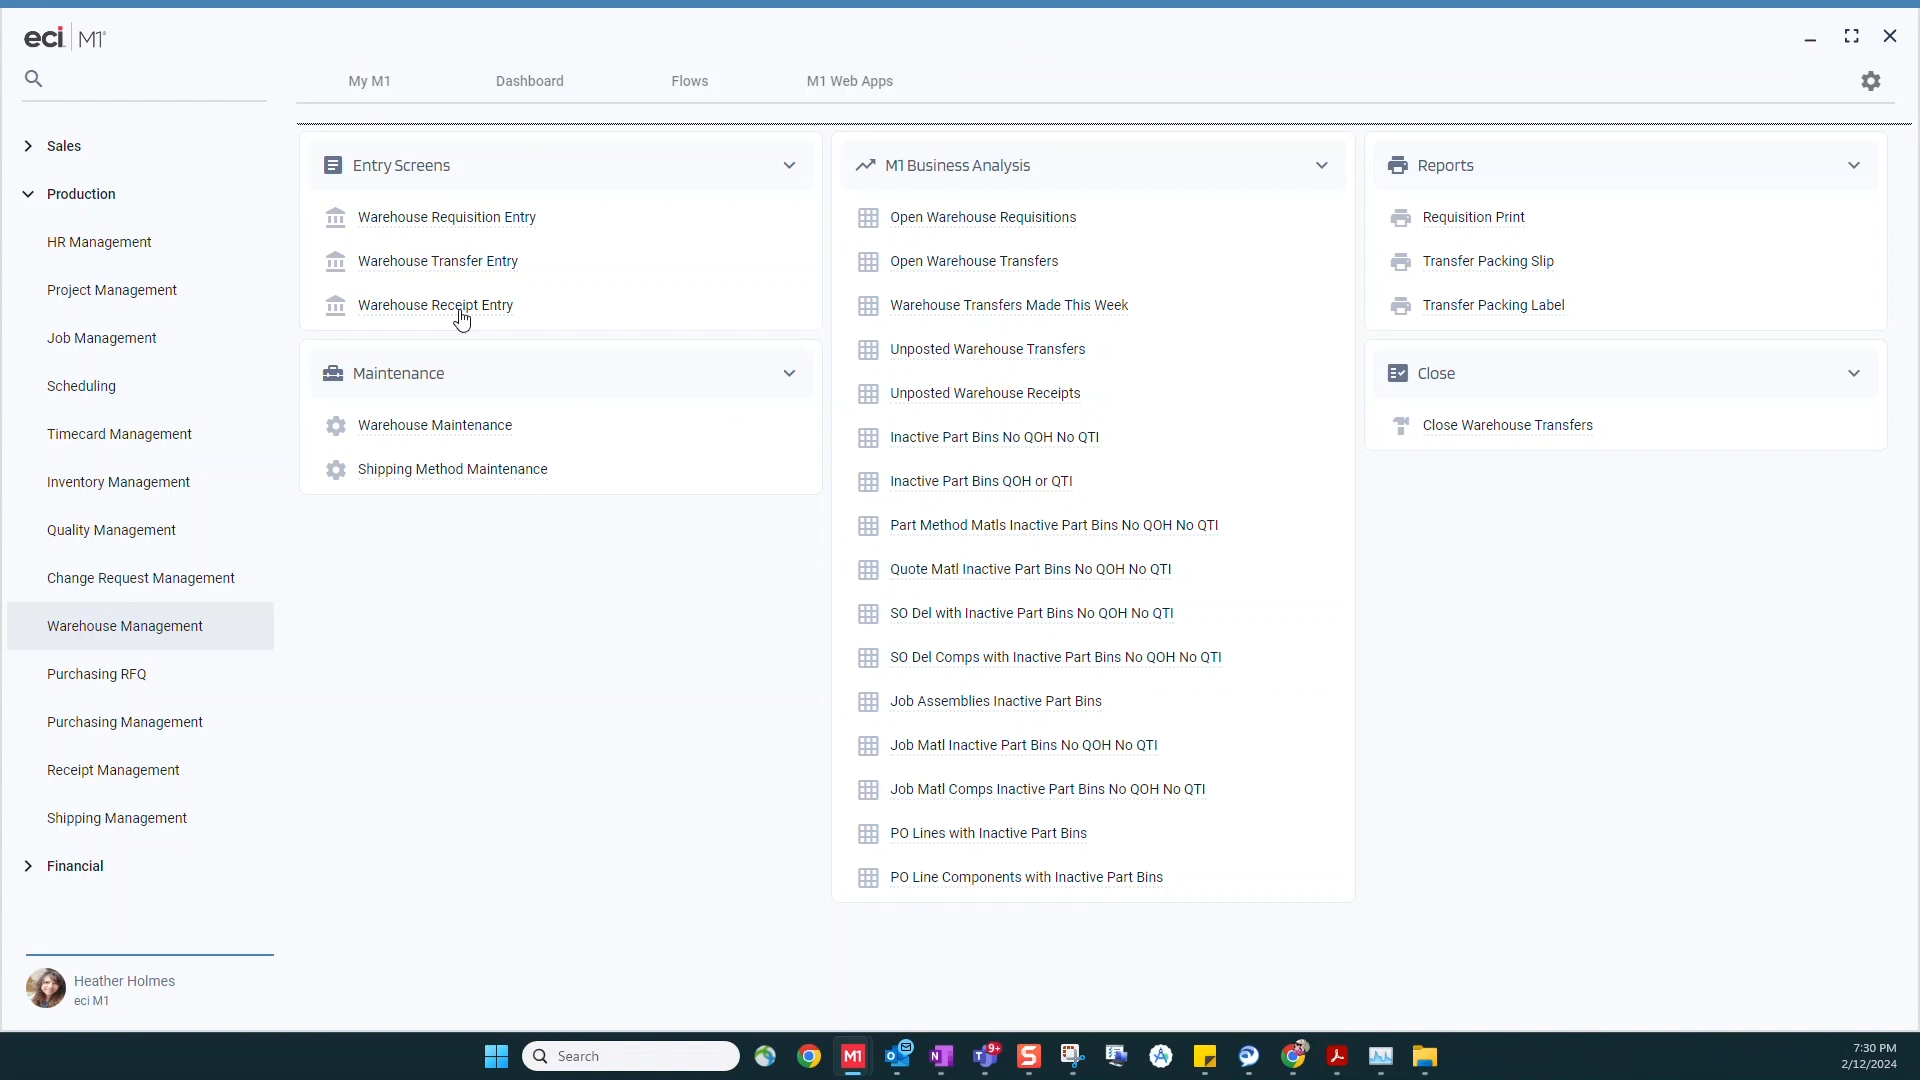 eci M1
My M1
Dashboard
Flows
M1 Web Apps
Sales
Production
HR Management
Project Management
Job Management
Scheduling
Timecard Management
Inventory Management
Quality Management
Change Request Management
Warehouse Management
Purchasing RFQ
Purchasing Management
Receipt Management
Shipping Management
Financial
Heather Holmes
eci M1
Entry Screens
Warehouse Requisition Entry
Warehouse Transfer Entry
Warehouse Receipt Entry
Maintenance
Warehouse Maintenance
Shipping Method Maintenance
M1 Business Analysis
Open Warehouse Requisitions
Open Warehouse Transfers
Warehouse Transfers Made This Week
Unposted Warehouse Transfers
Unposted Warehouse Receipts
Inactive Part Bins No QOH No QTI
Inactive Part Bins QOH or QTI
Part Method Matls Inactive Part Bins No QOH No QTI
Quote Matl Inactive Part Bins No QOH No QTI
SO Del with Inactive Part Bins No QOH No QTI
SO Del Comps with Inactive Part Bins No QOH No QTI
Job Assemblies Inactive Part Bins
Job Matl Inactive Part Bins No QOH No QTI
Job Matl Comps Inactive Part Bins No QOH No QTI
PO Lines with Inactive Part Bins
PO Line Components with Inactive Part Bins
Reports
Requisition Print
Transfer Packing Slip
Transfer Packing Label
Close
Close Warehouse Transfers
Search
M1
9+
7:30 PM
2/12/2024